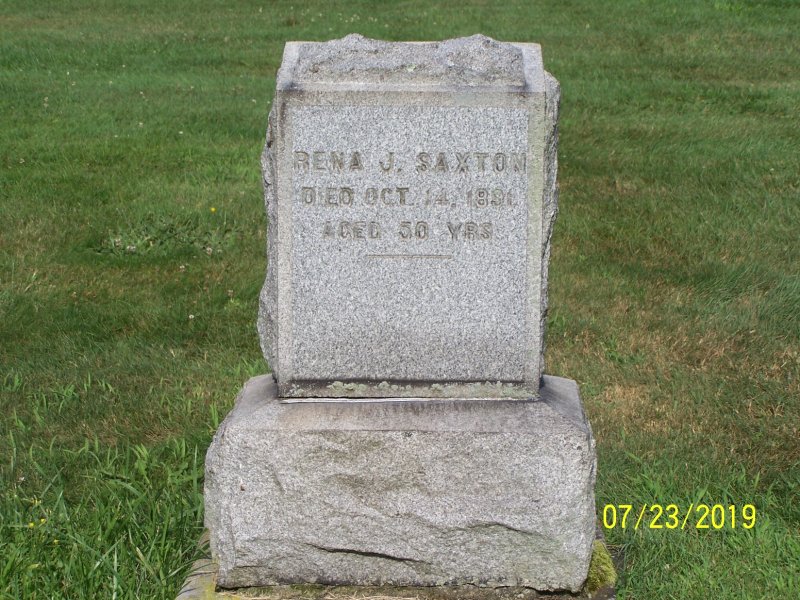 RENA J. SAXTON
DIED OCT. 14, 1891.
AGED 50 YRS.
07/23/2019